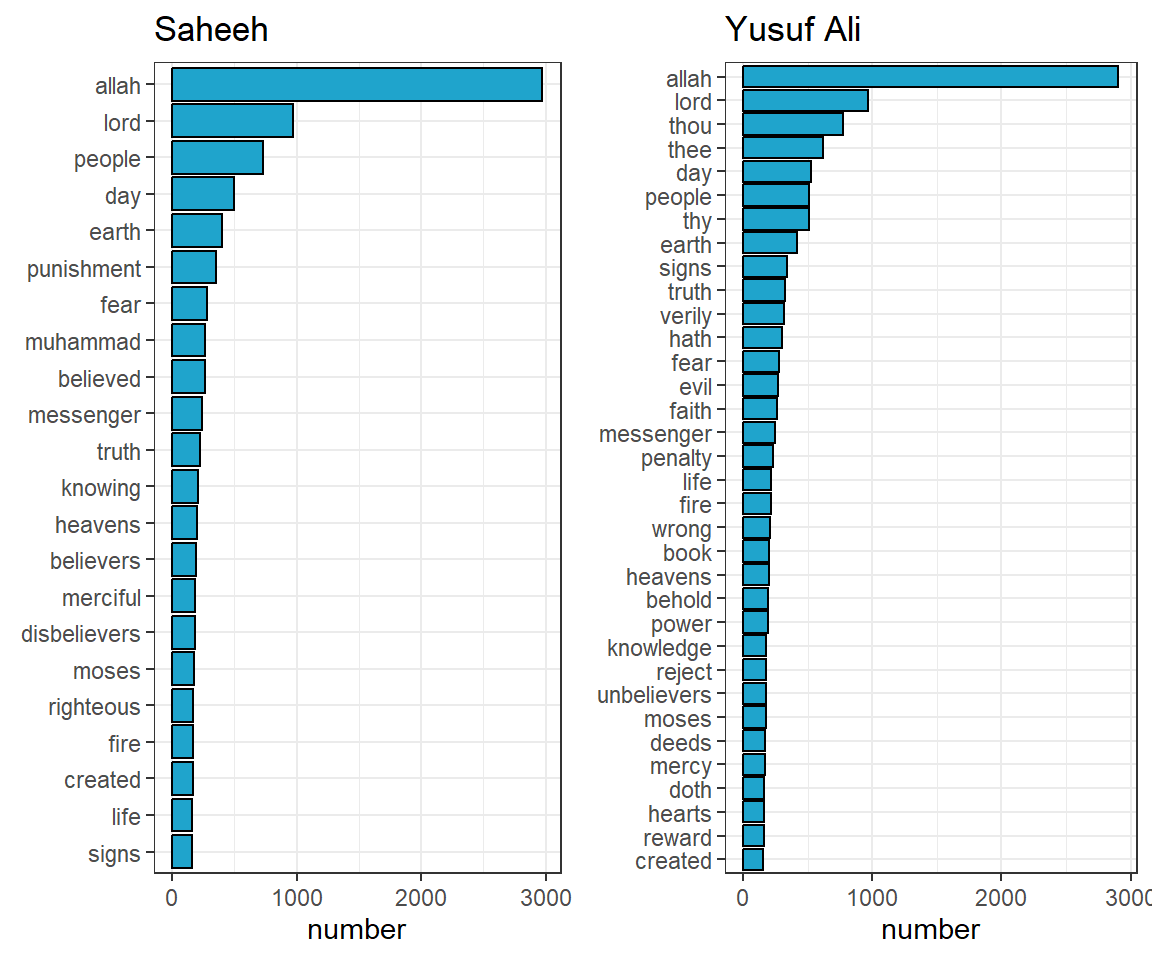 Saheeh
allah
lord
people
day
earth
punishment
fear
muhammad
believed
messenger
truth
knowing
heavens
believers
merciful
disbelievers
moses
righteous
fire
created
life
signs
0 1000 2000 3000
number
Yusuf Ali
allah
lord
thou
thee
day
people
thy
earth
signs
truth
verily
hath
fear
evil
faith
messenger
penalty
life
fire
wrong
book
heavens
behold
power
knowledge
reject
unbelievers
moses
deeds
mercy
doth
hearts
reward
created
0 1000 2000 3000
number